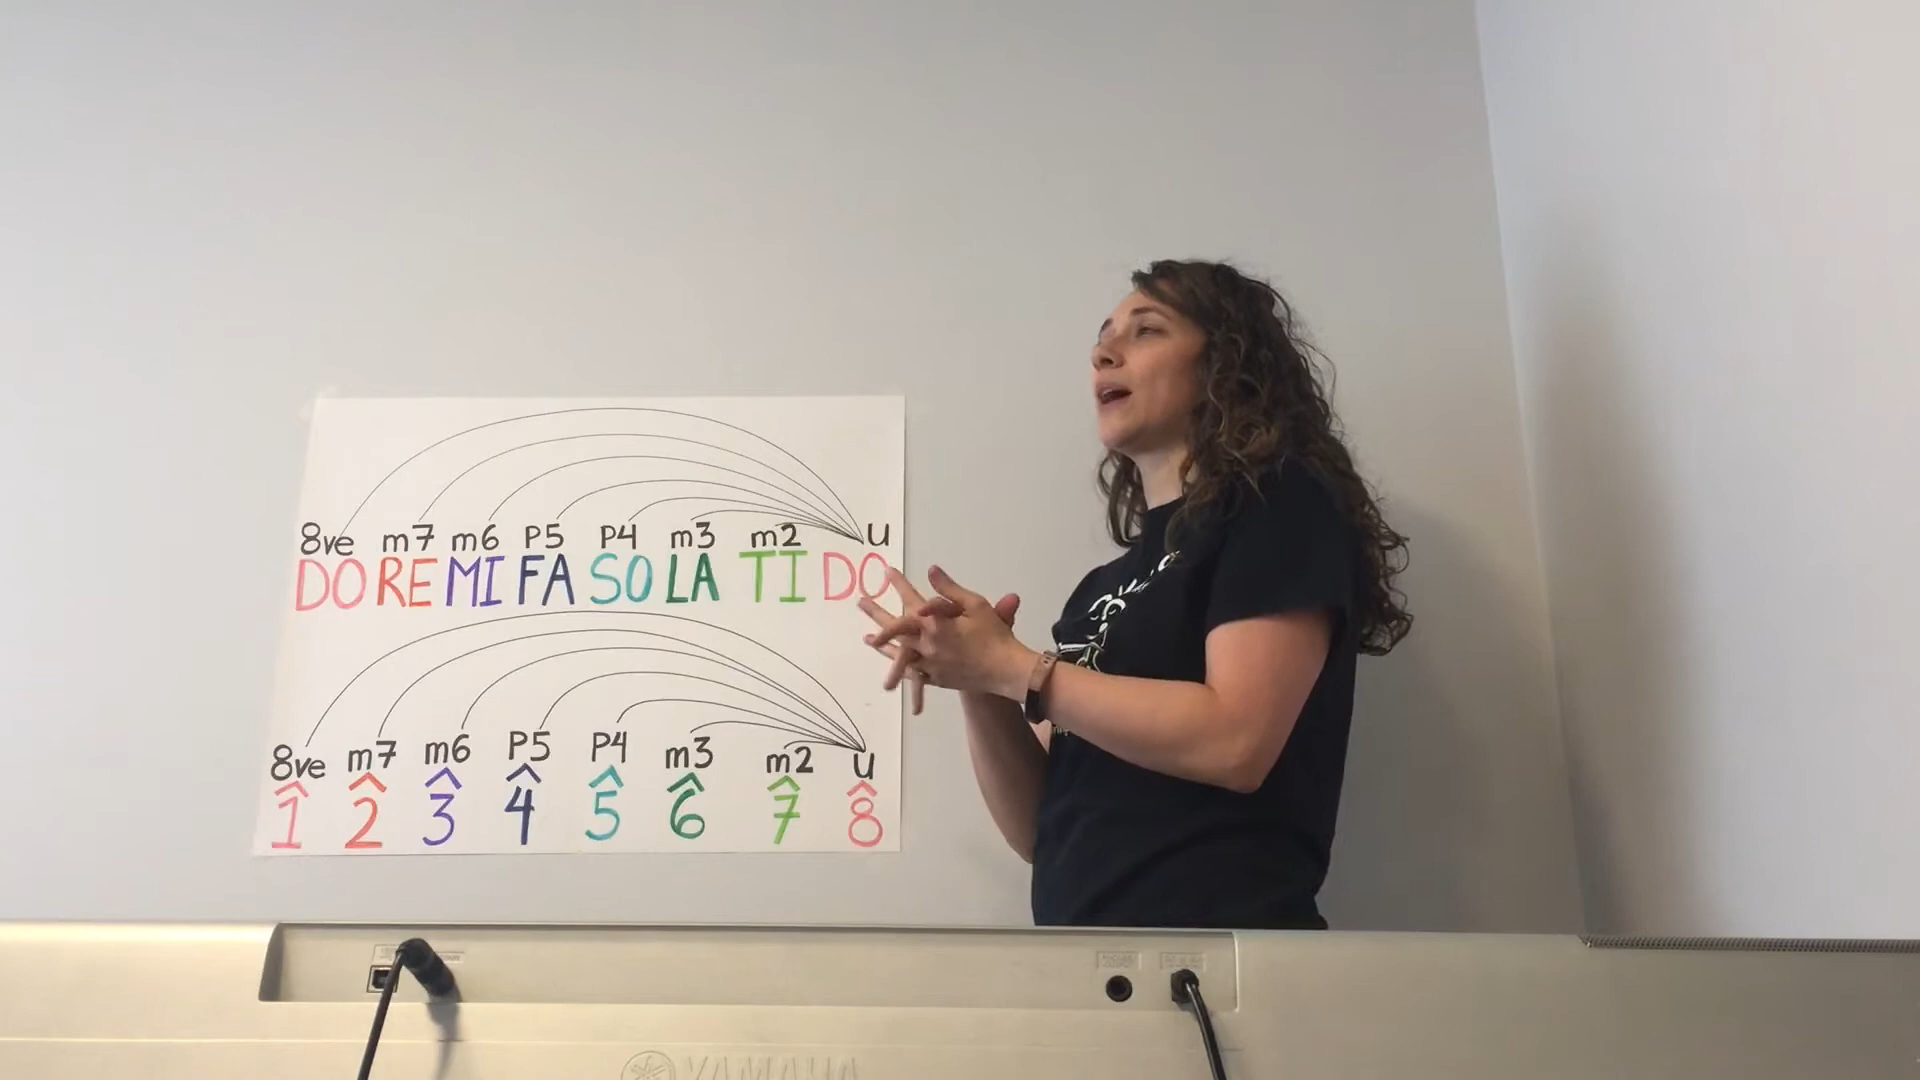 8ve m7 m6 P5 P4 m3 m2 U
DO RE MI FA SO LA TI DO
8ve m7 m6 P5 P4 m3 m2 U
1̂ 2̂ 3̂ 4̂ 5̂ 6̂ 7̂ 8̂
YAMAHA